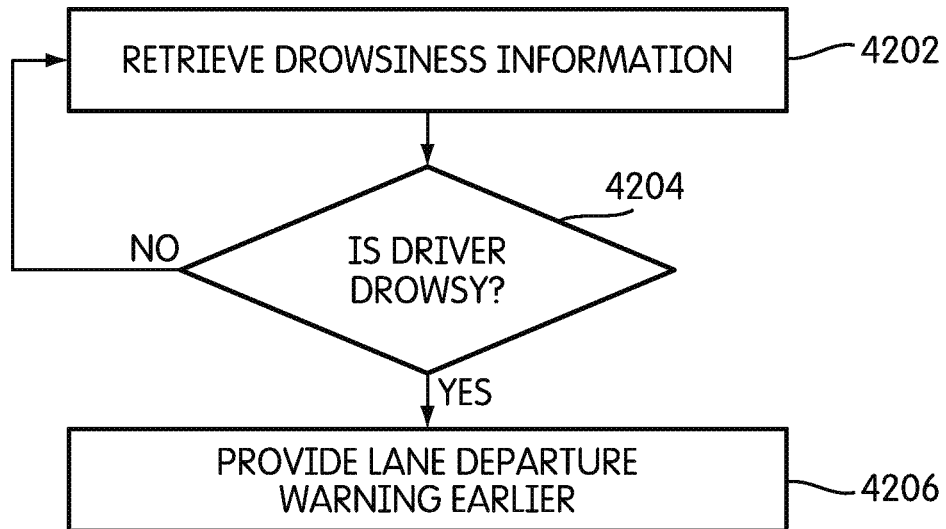 RETRIEVE DROWSINESS INFORMATION
4202
4204
IS DRIVER
DROWSY?
NO
YES
PROVIDE LANE DEPARTURE
WARNING EARLIER
4206